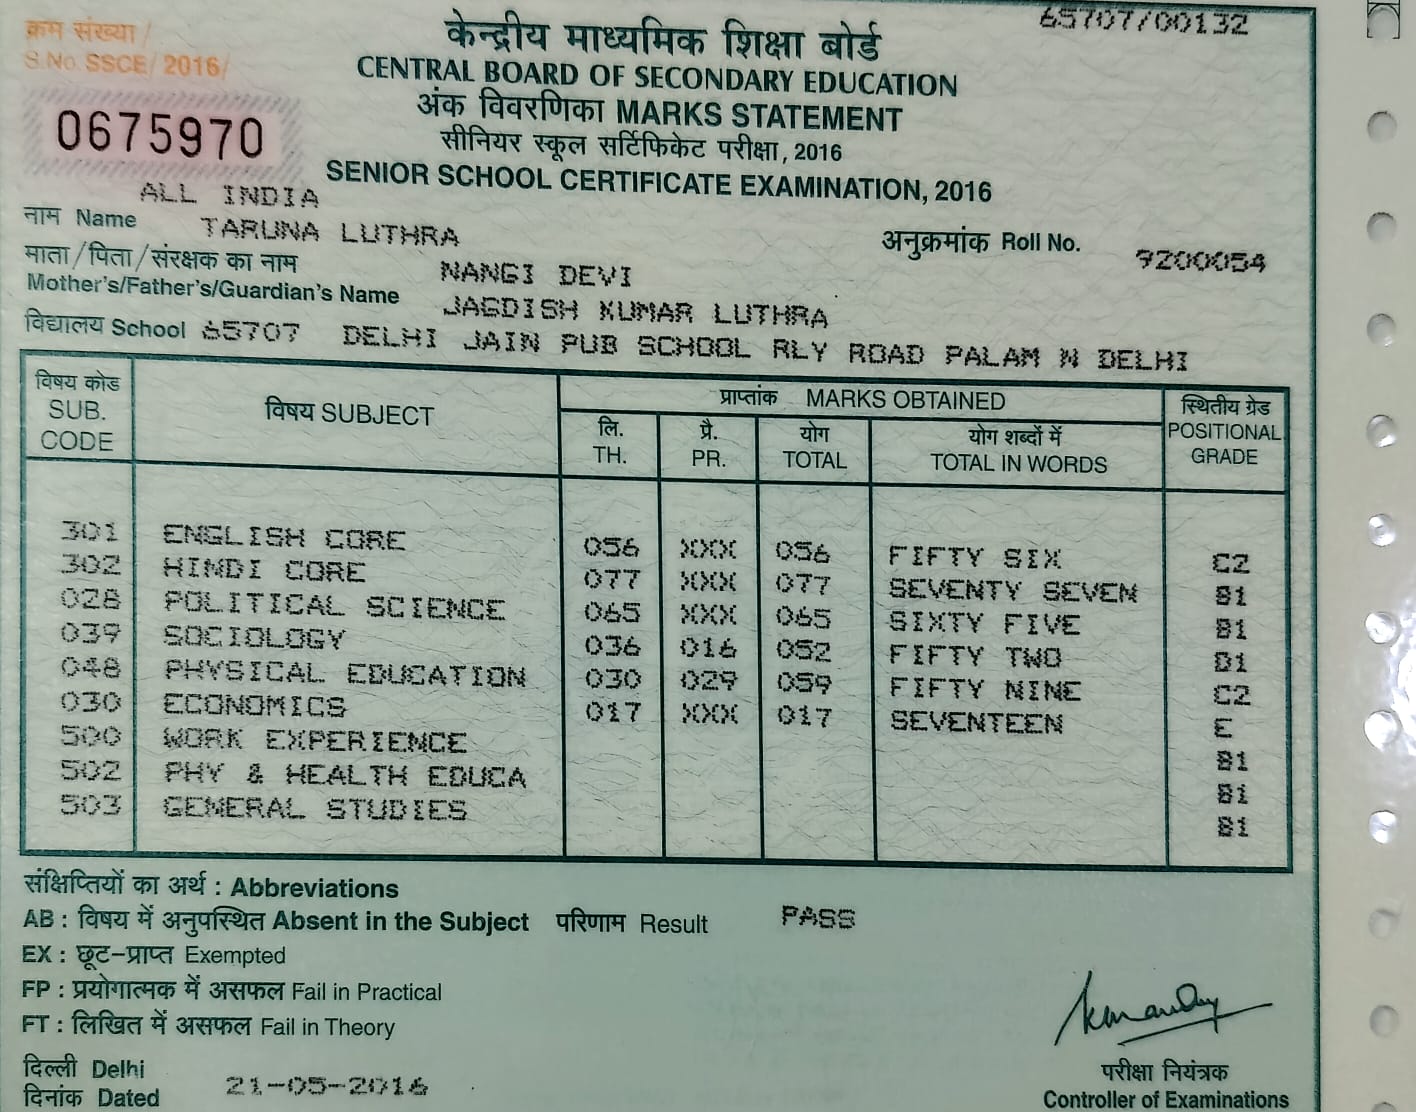 65707/00132
क्रम संख्या /
S.No. SSCE/ 2016/
0675970
केन्द्रीय माध्यमिक शिक्षा बोर्ड
CENTRAL BOARD OF SECONDARY EDUCATION
अंक विवरणिका MARKS STATEMENT
सीनियर स्कूल सर्टिफिकेट परीक्षा, 2016
SENIOR SCHOOL CERTIFICATE EXAMINATION, 2016
ALL INDIA
नाम Name TARUNA LUTHRA
अनुक्रमांक Roll No. 9200054
माता/पिता/संरक्षक का नाम NANGI DEVI
Mother's/Father's/Guardian's Name JAGDISH KUMAR LUTHRA
विद्यालय School 65707 DELHI JAIN PUB SCHOOL RLY ROAD PALAM N DELHI
विषय कोड SUB. CODE विषय SUBJECT प्राप्तांक MARKS OBTAINED स्थितीय ग्रेड POSITIONAL GRADE
लि. TH. प्रै. PR. योग TOTAL योग शब्दों में TOTAL IN WORDS
301 ENGLISH CORE 056 XXX 056 FIFTY SIX C2
302 HINDI CORE 077 XXX 077 SEVENTY SEVEN B1
028 POLITICAL SCIENCE 065 XXX 065 SIXTY FIVE B1
039 SOCIOLOGY 036 016 052 FIFTY TWO D1
048 PHYSICAL EDUCATION 030 029 059 FIFTY NINE C2
030 ECONOMICS 017 XXX 017 SEVENTEEN E
500 WORK EXPERIENCE B1
502 PHY & HEALTH EDUCA B1
503 GENERAL STUDIES B1
संक्षिप्तियों का अर्थ : Abbreviations
AB : विषय में अनुपस्थित Absent in the Subject परिणाम Result PASS
EX : छूट-प्राप्त Exempted
FP : प्रयोगात्मक में असफल Fail in Practical
FT : लिखित में असफल Fail in Theory
दिल्ली Delhi
दिनांक Dated 21-05-2016
परीक्षा नियंत्रक
Controller of Examinations